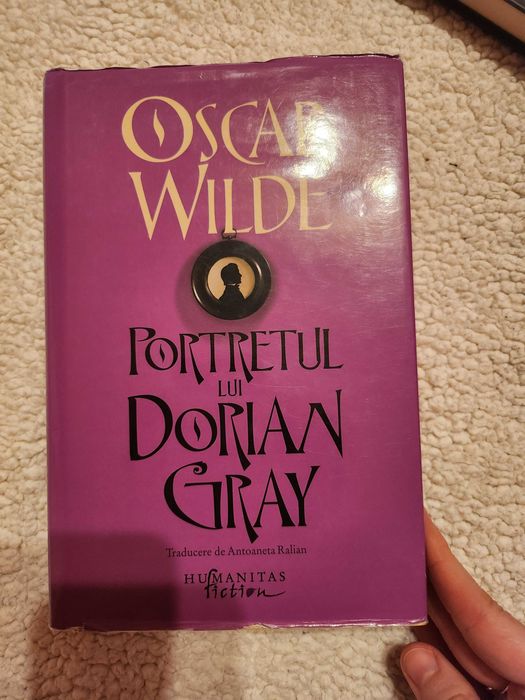 OSCAR
WILDE
PORTRETUL
LUI
DORIAN
GRAY
Traducere de Antoaneta Ralian
HUMANITAS
fiction